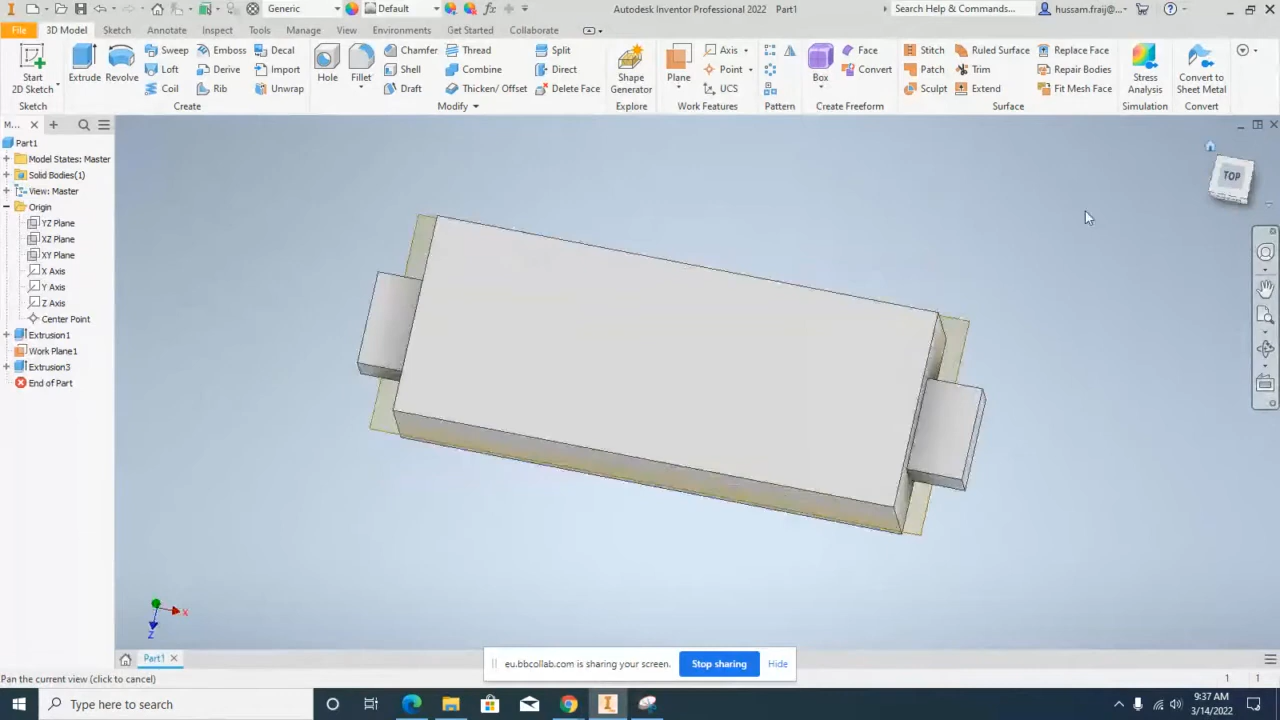 Generic Default Autodesk Inventor Professional 2022 Part1 Search Help & Commands... hussam.fraij@...
File 3D Model Sketch Annotate Inspect Tools Manage View Environments Get Started Collaborate
Start 2D Sketch
Extrude
Revolve
Sweep Emboss Decal
Loft Derive Import
Coil Rib Unwrap
Hole
Fillet
Chamfer Thread Split
Shell Combine Direct
Draft Thicken/ Offset Delete Face
Shape Generator
Plane
Axis
Point
UCS
Box
Face
Convert
Stitch Ruled Surface Replace Face
Patch Trim Repair Bodies
Sculpt Extend Fit Mesh Face
Stress Analysis
Convert to Sheet Metal
Sketch Create Modify Explore Work Features Pattern Create Freeform Surface Simulation Convert
M...
Part1
Model States: Master
Solid Bodies(1)
View: Master
Origin
YZ Plane
XZ Plane
XY Plane
X Axis
Y Axis
Z Axis
Center Point
Extrusion1
Work Plane1
Extrusion3
End of Part
TOP
X
Z
Part1
eu.bbcollab.com is sharing your screen. Stop sharing Hide
Pan the current view (click to cancel) 1 1
Type here to search
9:37 AM
3/14/2022